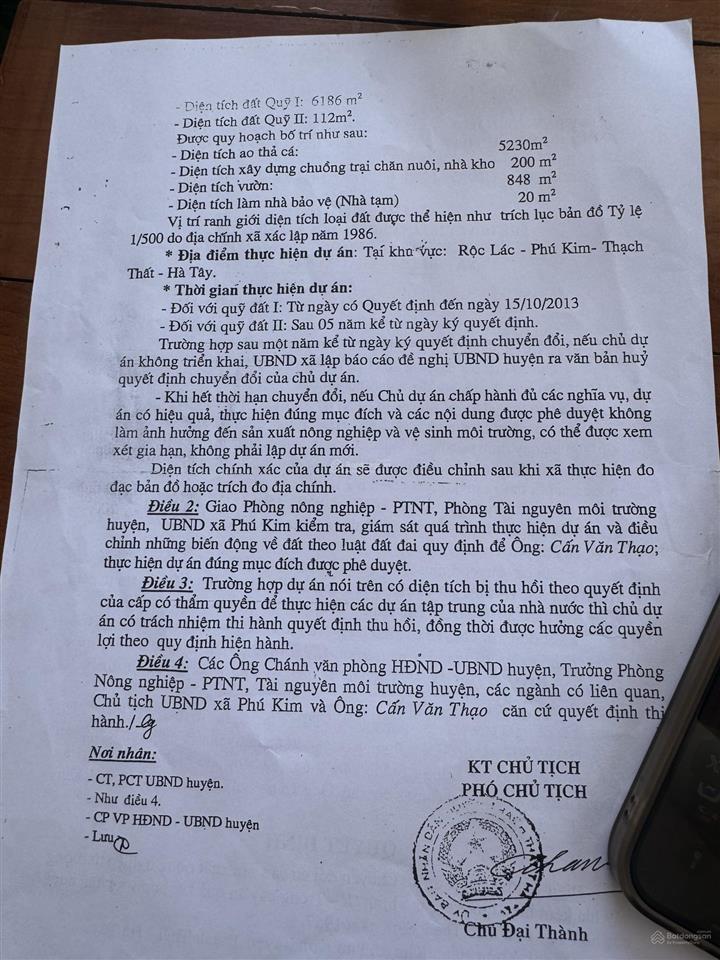 - Diện tích đất Quỹ I: 6186 m²
- Diện tích đất Quỹ II: 112m².
Được quy hoạch bố trí như sau:
- Diện tích ao thả cá: 5230m²
- Diện tích xây dựng chuồng trại chăn nuôi, nhà kho 200 m²
- Diện tích vườn: 848 m²
- Diện tích làm nhà bảo vệ (Nhà tạm) 20 m²
Vị trí ranh giới diện tích loại đất được thể hiện như trích lục bản đồ Tỷ lệ
1/500 do địa chính xã xác lập năm 1986.
* Địa điểm thực hiện dự án: Tại khu vực: Rộc Lác - Phú Kim- Thạch
Thất - Hà Tây.
* Thời gian thực hiện dự án:
- Đối với quỹ đất I: Từ ngày có Quyết định đến ngày 15/10/2013
- Đối với quỹ đất II: Sau 05 năm kể từ ngày ký quyết định.
Trường hợp sau một năm kể từ ngày ký quyết định chuyển đổi, nếu chủ dự
án không triển khai, UBND xã lập báo cáo đề nghị UBND huyện ra văn bản huỷ
quyết định chuyển đổi của chủ dự án.
- Khi hết thời hạn chuyển đổi, nếu Chủ dự án chấp hành đủ các nghĩa vụ, dự
án có hiệu quả, thực hiện đúng mục đích và các nội dung được phê duyệt không
làm ảnh hưởng đến sản xuất nông nghiệp và vệ sinh môi trường, có thể được xem
xét gia hạn, không phải lập dự án mới.
Diện tích chính xác của dự án sẽ được điều chỉnh sau khi xã thực hiện đo
đạc bản đồ hoặc trích đo địa chính.
Điều 2: Giao Phòng nông nghiệp - PTNT, Phòng Tài nguyên môi trường
huyện, UBND xã Phú Kim kiểm tra, giám sát quá trình thực hiện dự án và điều
chỉnh những biến động về đất theo luật đất đai quy định để Ông: Cấn Văn Thạo;
thực hiện dự án đúng mục đích được phê duyệt.
Điều 3: Trường hợp dự án nói trên có diện tích bị thu hồi theo quyết định
của cấp có thẩm quyền để thực hiện các dự án tập trung của nhà nước thì chủ dự
án có trách nhiệm thi hành quyết định thu hồi, đồng thời được hưởng các quyền
lợi theo quy định hiện hành.
Điều 4: Các Ông Chánh văn phòng HĐND -UBND huyện, Trưởng Phòng
Nông nghiệp - PTNT, Tài nguyên môi trường huyện, các ngành có liên quan,
Chủ tịch UBND xã Phú Kim và Ông: Cấn Văn Thạo căn cứ quyết định thi
hành./.
Nơi nhận:
- CT, PCT UBND huyện.
- Như điều 4.
- CP VP HĐND - UBND huyện
- Lưu
KT CHỦ TỊCH
PHÓ CHỦ TỊCH
Chu Đại Thành
Batdongsan